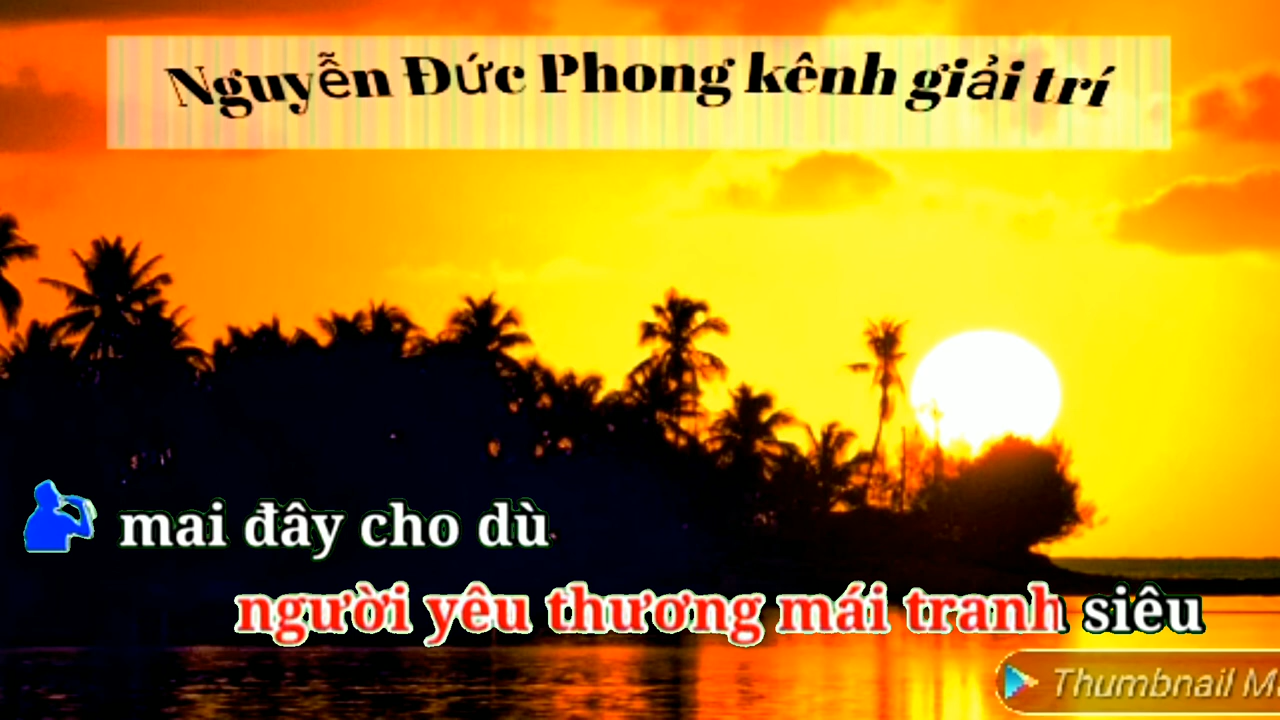 Nguyễn Đức Phong kênh giải trí
mai đây cho dù
người yêu thương mái tranh siêu
Thumbnail M